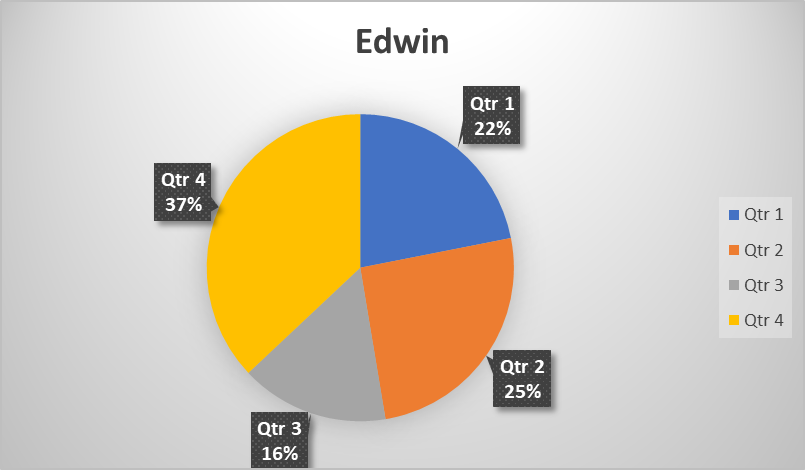 Edwin
Qtr 1
22%
Qtr 4
37%
Qtr 2
25%
Qtr 3
16%
Qtr 1
Qtr 2
Qtr 3
Qtr 4